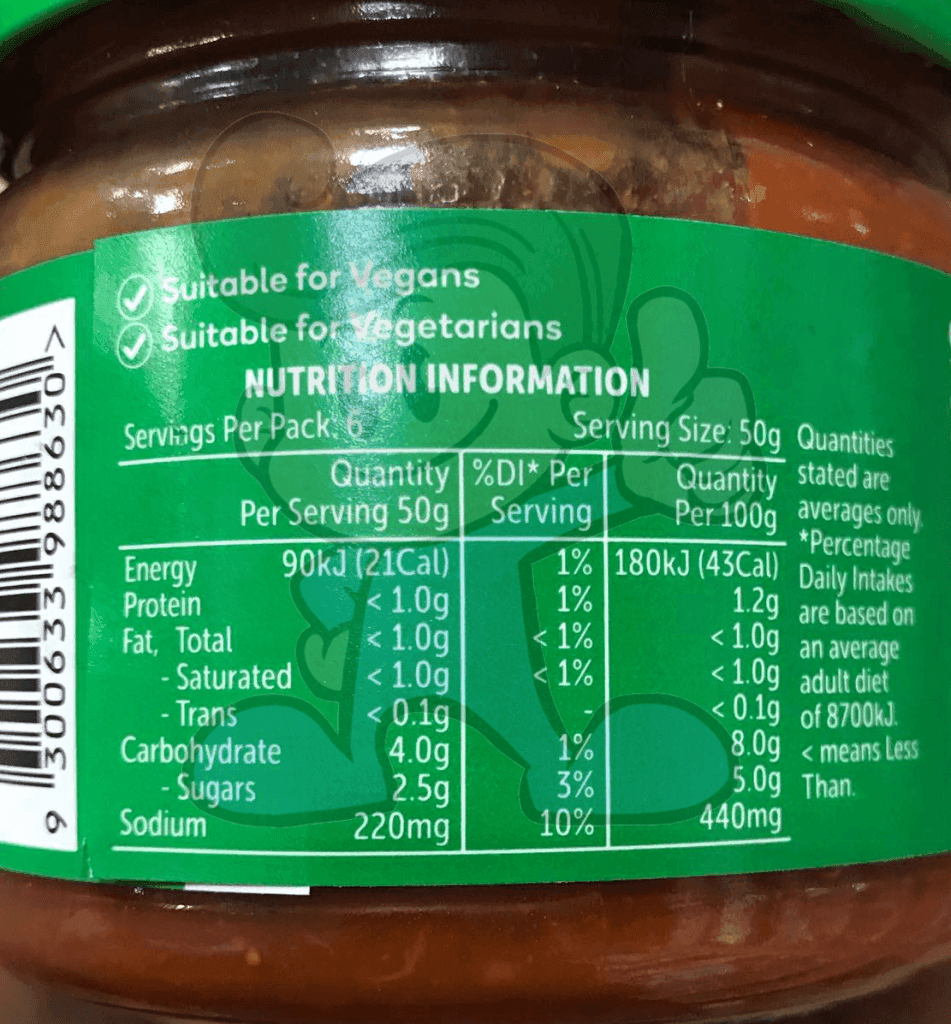 Suitable for Vegans
Suitable for Vegetarians
NUTRITION INFORMATION
Servings Per Pack: 6 Serving Size: 50g
Quantity Per Serving 50g %DI* Per Serving Quantity Per 100g
Energy 90kJ (21Cal) 1% 180kJ (43Cal)
Protein < 1.0g 1% 1.2g
Fat, Total < 1.0g < 1% < 1.0g
- Saturated < 1.0g < 1% < 1.0g
- Trans < 0.1g - < 0.1g
Carbohydrate 4.0g 1% 8.0g
- Sugars 2.5g 3% 5.0g
Sodium 220mg 10% 440mg
Quantities
stated are
averages only.
*Percentage
Daily Intakes
are based on
an average
adult diet
of 8700kJ.
< means Less
Than.
9 300633 988630 >